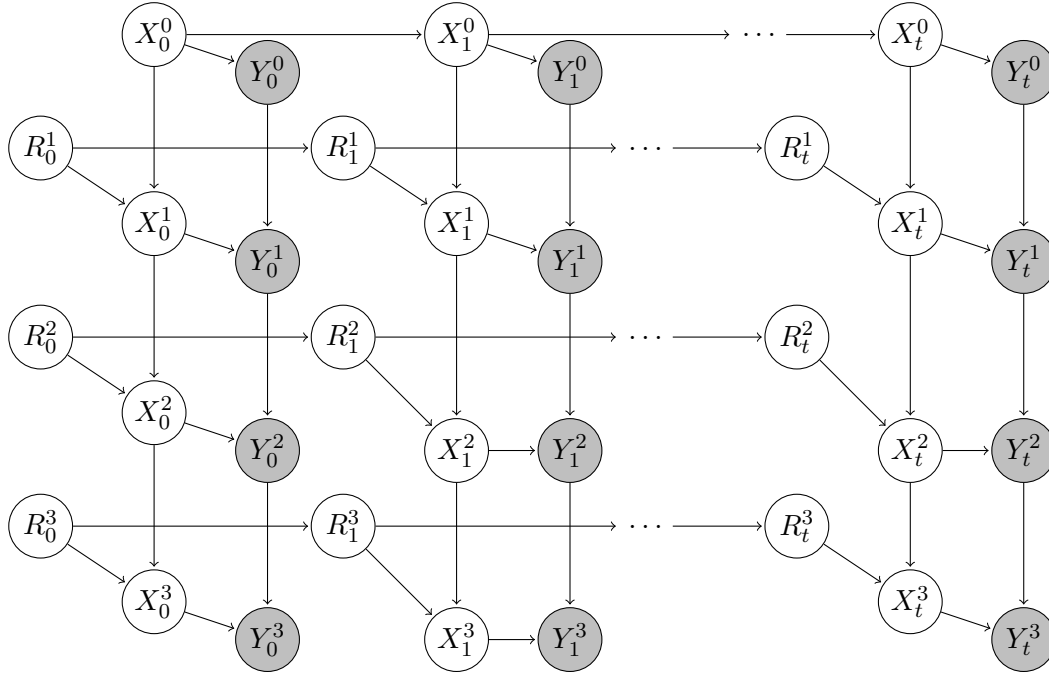 X_0^0 X_1^0 ··· X_t^0
Y_0^0 Y_1^0 Y_t^0
R_0^1 R_1^1 ··· R_t^1
X_0^1 X_1^1 X_t^1
Y_0^1 Y_1^1 Y_t^1
R_0^2 R_1^2 ··· R_t^2
X_0^2 X_1^2 X_t^2
Y_0^2 Y_1^2 Y_t^2
R_0^3 R_1^3 ··· R_t^3
X_0^3 X_1^3 X_t^3
Y_0^3 Y_1^3 Y_t^3